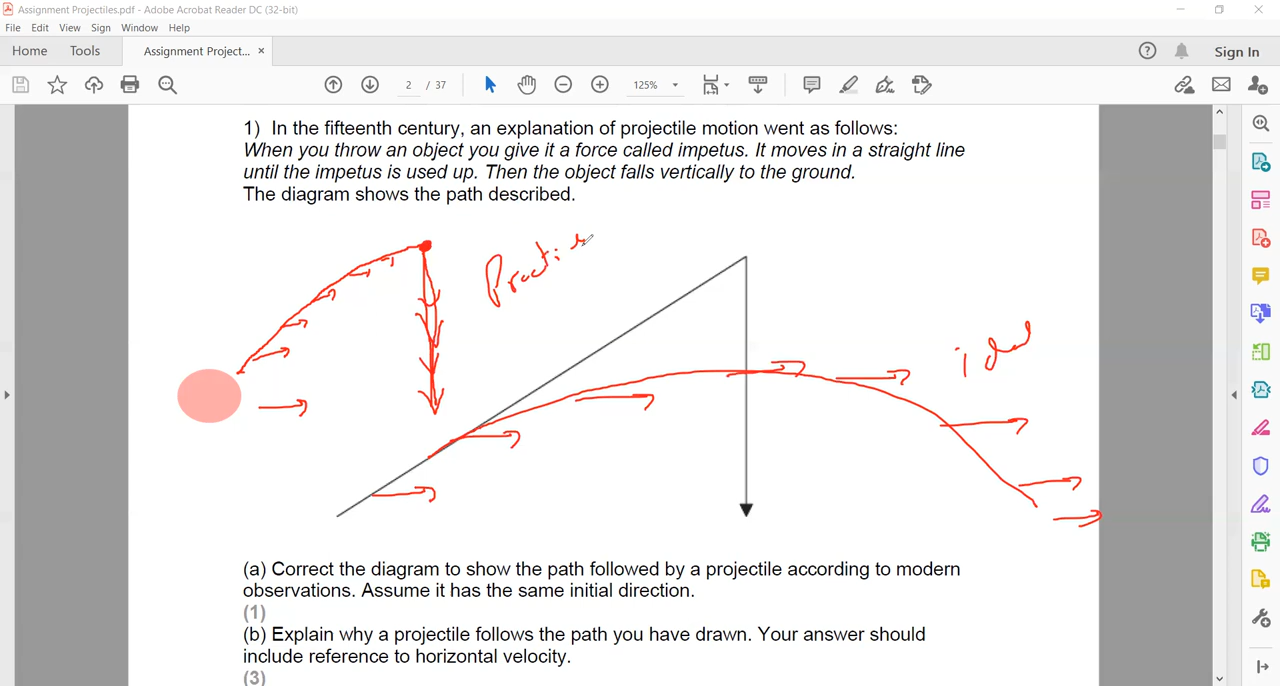 Assignment Projectiles.pdf - Adobe Acrobat Reader DC (32-bit)
File Edit View Sign Window Help
Home Tools Assignment Project... × Sign In
2 / 37 125%
1) In the fifteenth century, an explanation of projectile motion went as follows:
When you throw an object you give it a force called impetus. It moves in a straight line
until the impetus is used up. Then the object falls vertically to the ground.
The diagram shows the path described.
ideal
(a) Correct the diagram to show the path followed by a projectile according to modern
observations. Assume it has the same initial direction.
(1)
(b) Explain why a projectile follows the path you have drawn. Your answer should
include reference to horizontal velocity.
(3)